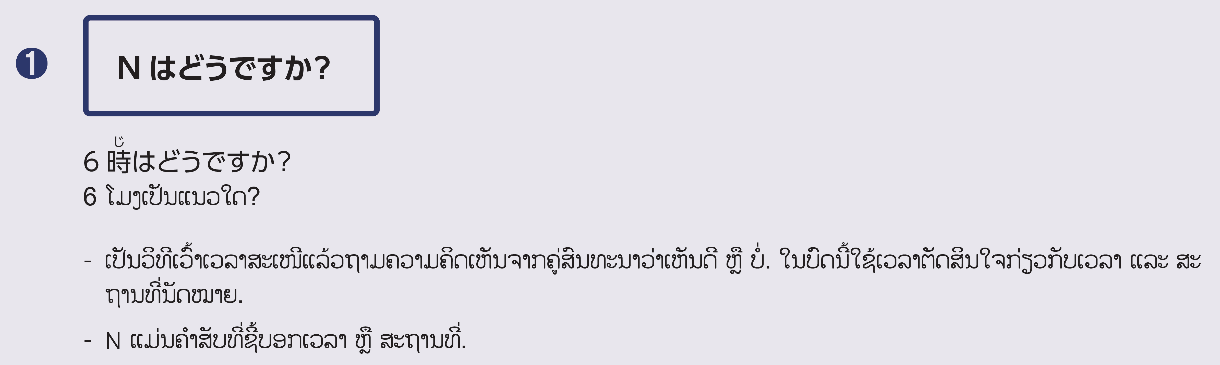 1
N はどうですか?
じ
6 時はどうですか?
6 ໂມງເປັນແນວໃດ?
- ເປັນວິທີເວົ້າເວລາສະເໜີແລ້ວຖາມຄວາມຄິດເຫັນຈາກຄູ່ສົນທະນາວ່າເຫັນດີ ຫຼື ບໍ່. ໃນບົດນີ້ໃຊ້ເວລາຕັດສິນໃຈກ່ຽວກັບເວລາ ແລະ ສະ
ຖານທີ່ນັດໝາຍ.
- N ແມ່ນຄຳສັບທີ່ຊີ້ບອກເວລາ ຫຼື ສະຖານທີ່.